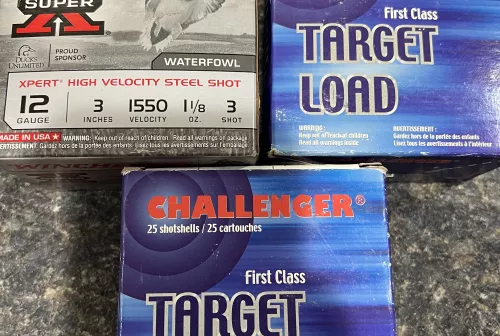 SUPER
X
DUCKS
UNLIMITED
PROUD
SPONSOR
WATERFOWL
XPERT® HIGH VELOCITY STEEL SHOT
12 3 1550 1 1/8 3
GAUGE INCHES VELOCITY OZ. SHOT
MADE IN USA★ WARNING: Keep out of reach of children. Read all warnings on package
ERTISSEMENT: Gardez hors de la portée des enfants. Lisez tous les avertissements sur l'emballage
First Class
TARGET
LOAD
WARNING:
Keep out of reach of children
Read all warnings inside
AVERTISSEMENT:
Gardez hors de la portée des enfants
Lisez tous les avertissements à l'intérieur
CHALLENGER®
25 shotshells / 25 cartouches
First Class
TARGET